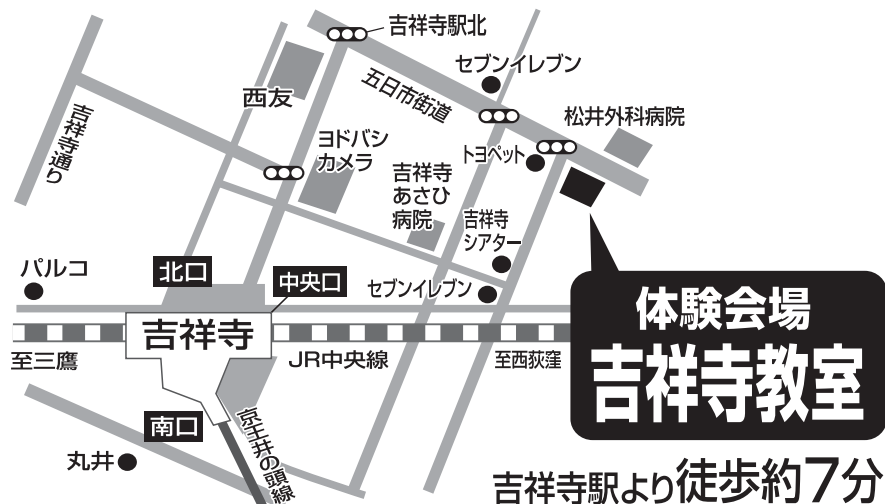 吉祥寺駅北
セブンイレブン
西友
五日市街道
松井外科病院
吉祥寺通り
ヨドバシ
カメラ
トヨペット
吉祥寺
あさひ
病院
吉祥寺
シアター
パルコ
北口
中央口
セブンイレブン
体験会場
吉祥寺教室
吉祥寺
至三鷹
JR中央線
至西荻窪
南口
京王井の頭線
丸井
吉祥寺駅より徒歩約7分